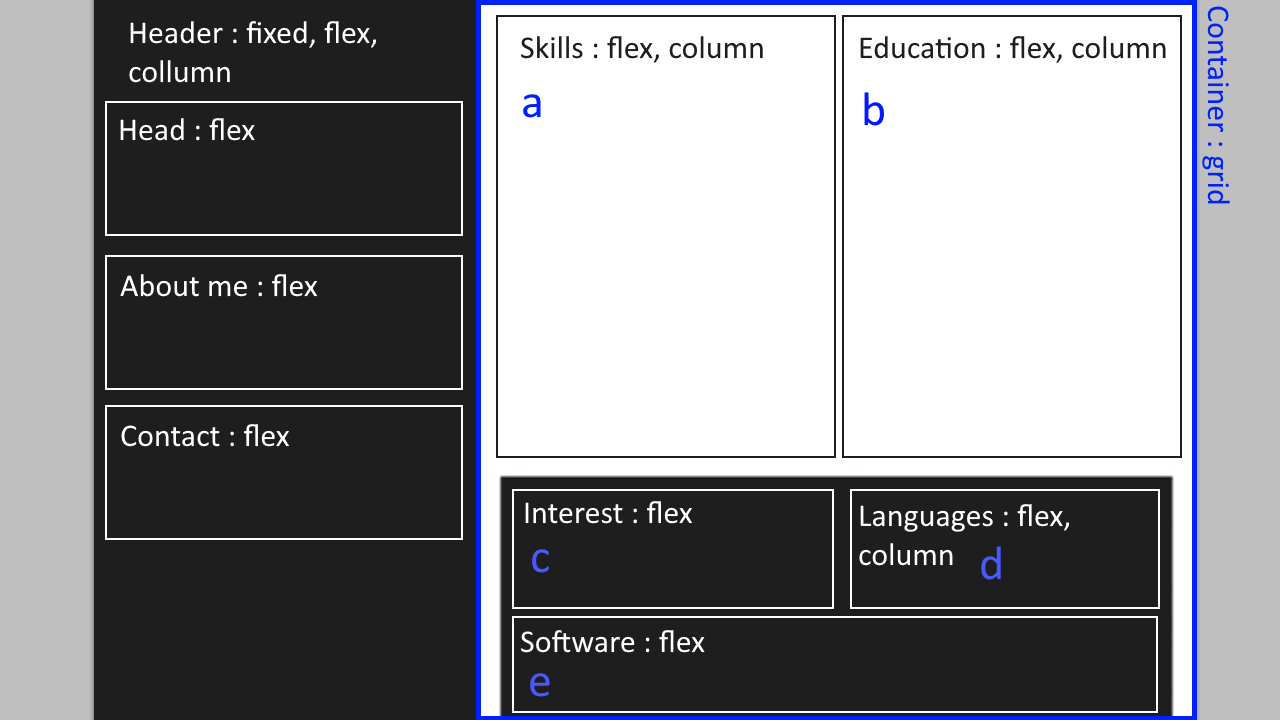 Header : fixed, flex,
collumn
Head : flex
About me : flex
Contact : flex
Skills : flex, column
a
Education : flex, column
b
Interest : flex
c
Languages : flex,
column d
Software : flex
e
Container : grid